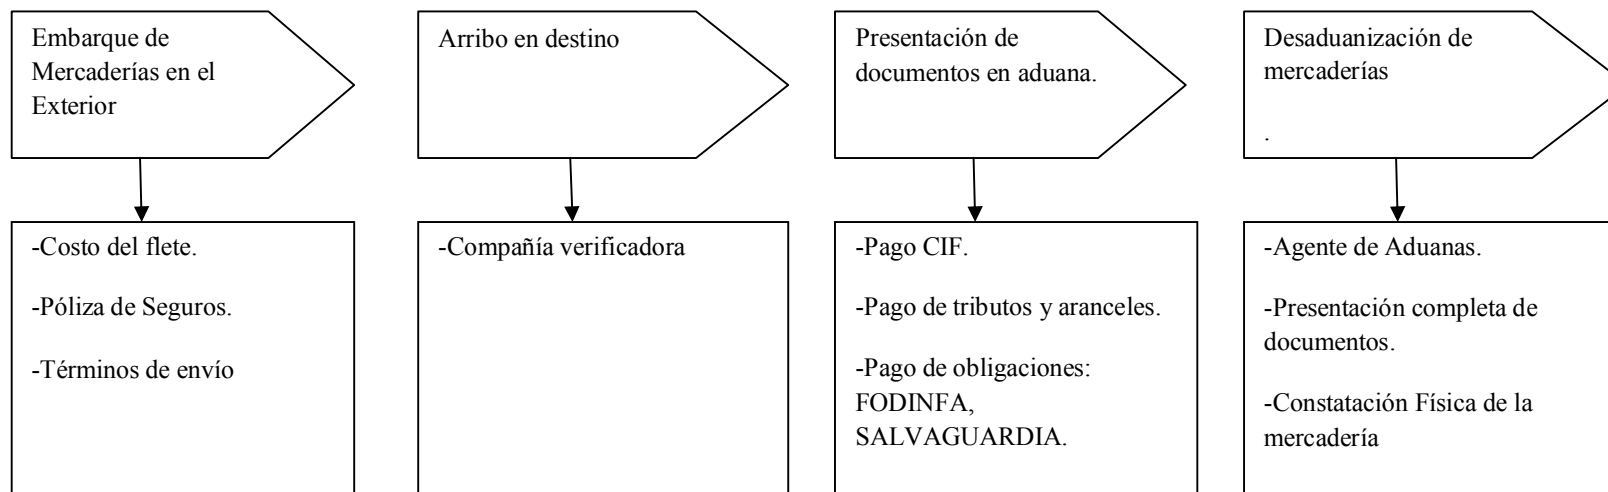 Embarque de
Mercaderías en el
Exterior
Arribo en destino
Presentación de
documentos en aduana.
Desaduanización de
mercaderías
.
-Costo del flete.
-Póliza de Seguros.
-Términos de envío
-Compañía verificadora
-Pago CIF.
-Pago de tributos y aranceles.
-Pago de obligaciones:
FODINFA,
SALVAGUARDIA.
-Agente de Aduanas.
-Presentación completa de
documentos.
-Constatación Física de la
mercadería